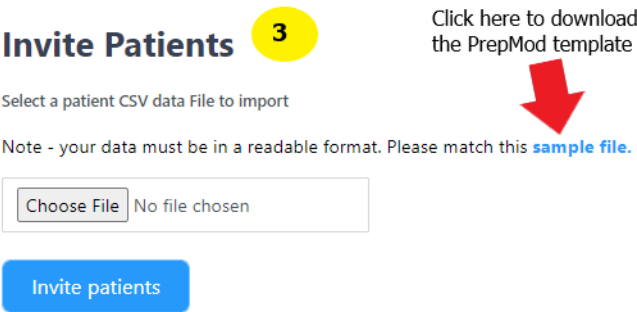 Invite Patients
3
Click here to download
the PrepMod template
Select a patient CSV data File to import
Note - your data must be in a readable format. Please match this sample file.
Choose File No file chosen
Invite patients